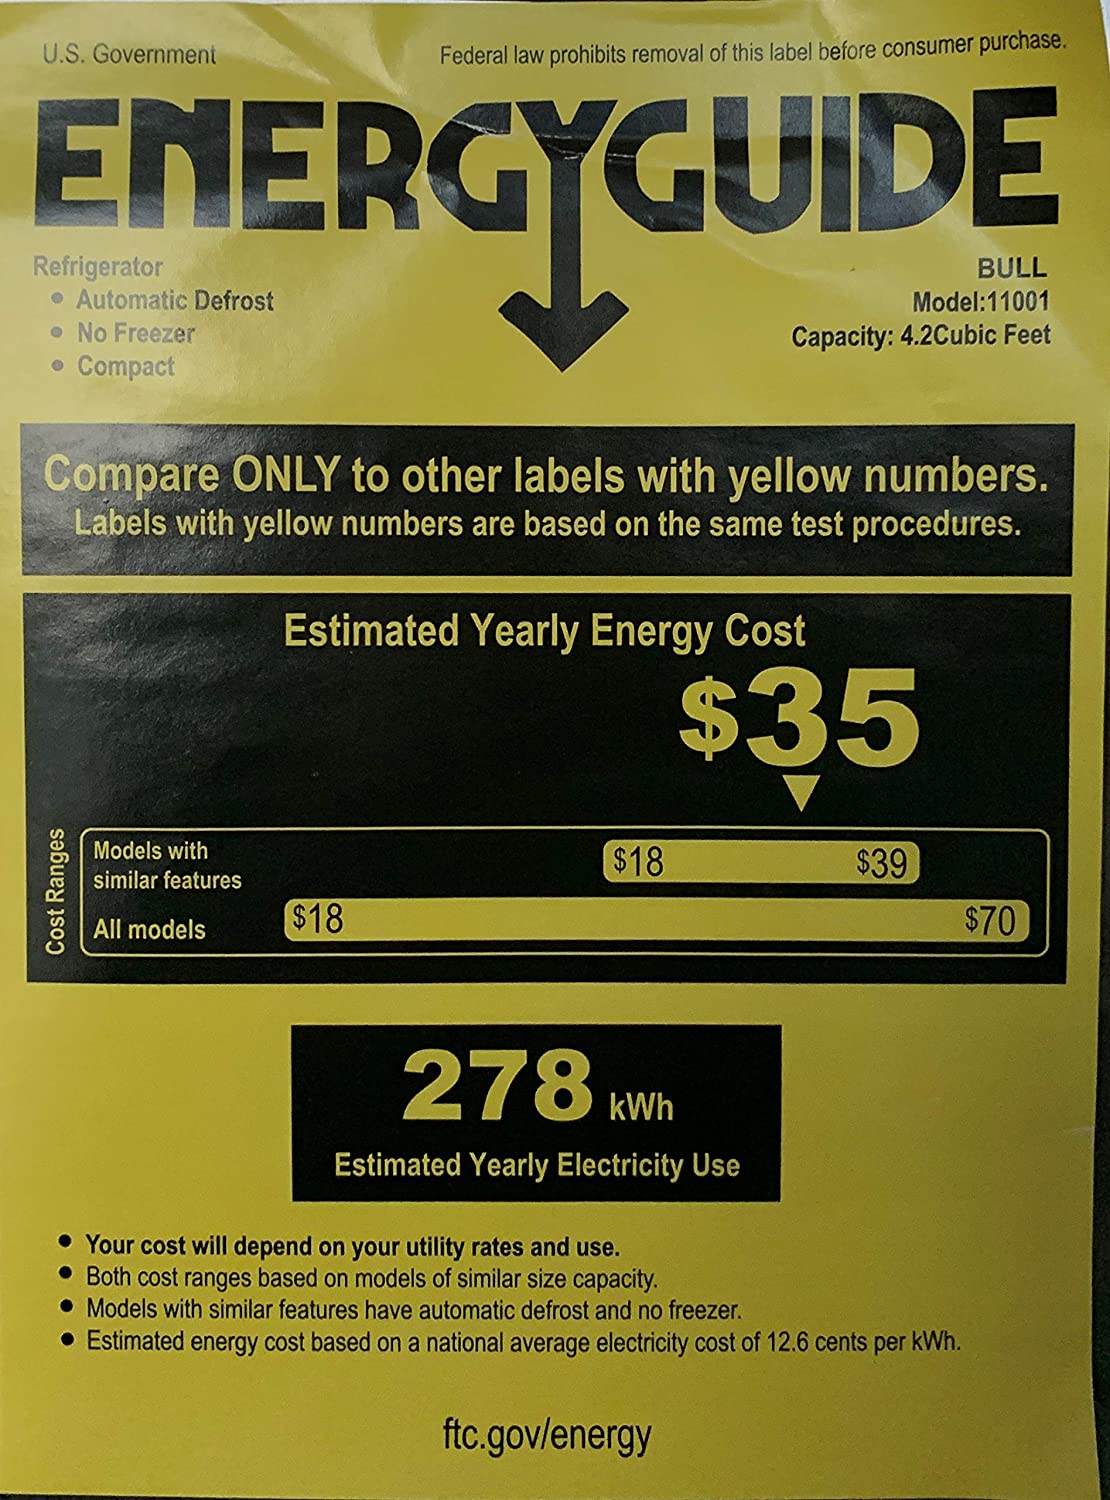 U.S. Government
Federal law prohibits removal of this label before consumer purchase.
ENERGYGUIDE
Refrigerator
• Automatic Defrost
• No Freezer
• Compact
BULL
Model:11001
Capacity: 4.2Cubic Feet
Compare ONLY to other labels with yellow numbers.
Labels with yellow numbers are based on the same test procedures.
Estimated Yearly Energy Cost
$35
Cost Ranges
Models with
similar features
$18 $39
All models
$18 $70
278 kWh
Estimated Yearly Electricity Use
• Your cost will depend on your utility rates and use.
• Both cost ranges based on models of similar size capacity.
• Models with similar features have automatic defrost and no freezer.
• Estimated energy cost based on a national average electricity cost of 12.6 cents per kWh.
ftc.gov/energy